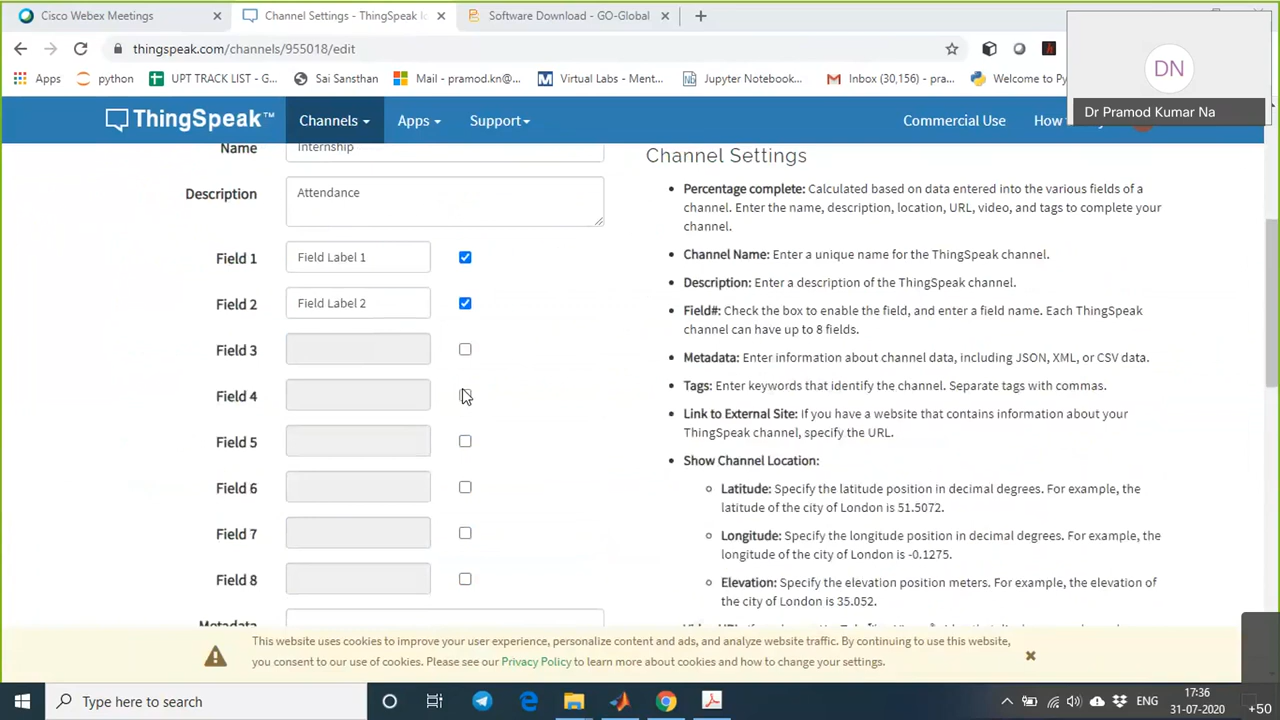 Cisco Webex Meetings
Channel Settings - ThingSpeak Io
Software Download - GO-Global
thingspeak.com/channels/955018/edit
Apps
python
UPT TRACK LIST - G...
Sai Sansthan
Mail - pramod.kn@...
Virtual Labs - Ment...
Jupyter Notebook...
Inbox (30,156) - pra...
Welcome to Py
DN
Dr Pramod Kumar Na
ThingSpeak™
Channels
Apps
Support
Commercial Use
How
Name
Internship
Description
Attendance
Field 1
Field Label 1
Field 2
Field Label 2
Field 3
Field 4
Field 5
Field 6
Field 7
Field 8
Metadata
Channel Settings
Percentage complete: Calculated based on data entered into the various fields of a
channel. Enter the name, description, location, URL, video, and tags to complete your
channel.
Channel Name: Enter a unique name for the ThingSpeak channel.
Description: Enter a description of the ThingSpeak channel.
Field#: Check the box to enable the field, and enter a field name. Each ThingSpeak
channel can have up to 8 fields.
Metadata: Enter information about channel data, including JSON, XML, or CSV data.
Tags: Enter keywords that identify the channel. Separate tags with commas.
Link to External Site: If you have a website that contains information about your
ThingSpeak channel, specify the URL.
Show Channel Location:
Latitude: Specify the latitude position in decimal degrees. For example, the
latitude of the city of London is 51.5072.
Longitude: Specify the longitude position in decimal degrees. For example, the
longitude of the city of London is -0.1275.
Elevation: Specify the elevation position meters. For example, the elevation of
the city of London is 35.052.
This website uses cookies to improve your user experience, personalize content and ads, and analyze website traffic. By continuing to use this website,
you consent to our use of cookies. Please see our Privacy Policy to learn more about cookies and how to change your settings.
Type here to search
ENG
17:36
31-07-2020
+50